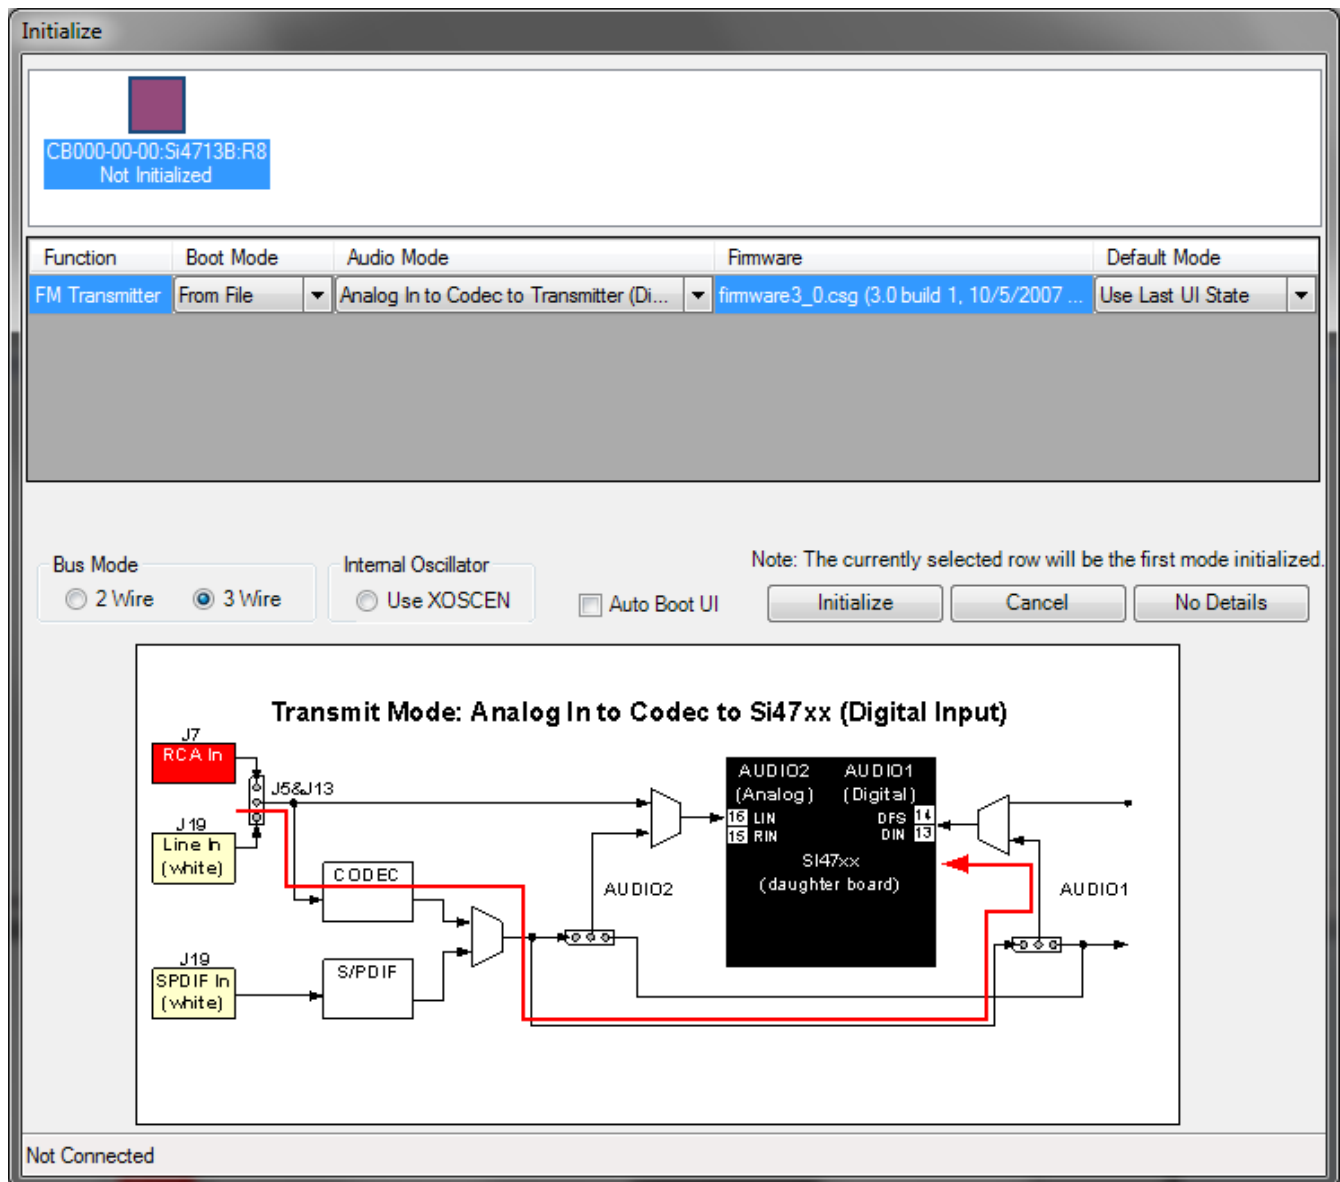 Initialize
CB000-00-00:Si4713B:R8
Not Initialized
Function Boot Mode Audio Mode Firmware Default Mode
FM Transmitter From File Analog In to Codec to Transmitter (Di... firmware3_0.csg (3.0 build 1, 10/5/2007 ... Use Last UI State
Note: The currently selected row will be the first mode initialized.
Bus Mode Internal Oscillator
2 Wire 3 Wire Use XOSCEN Auto Boot UI Initialize Cancel No Details
Transmit Mode: Analog In to Codec to Si47xx (Digital Input)
J7
RCA In
J5&J13
J19
Line In
(white)
CODEC
J19
SPDIF In
(white)
S/PDIF
AUDIO2
AUDIO2 AUDIO1
(Analog) (Digital)
16 LIN DFS 14
15 RIN DIN 13
SI47xx
(daughter board)
AUDIO1
Not Connected